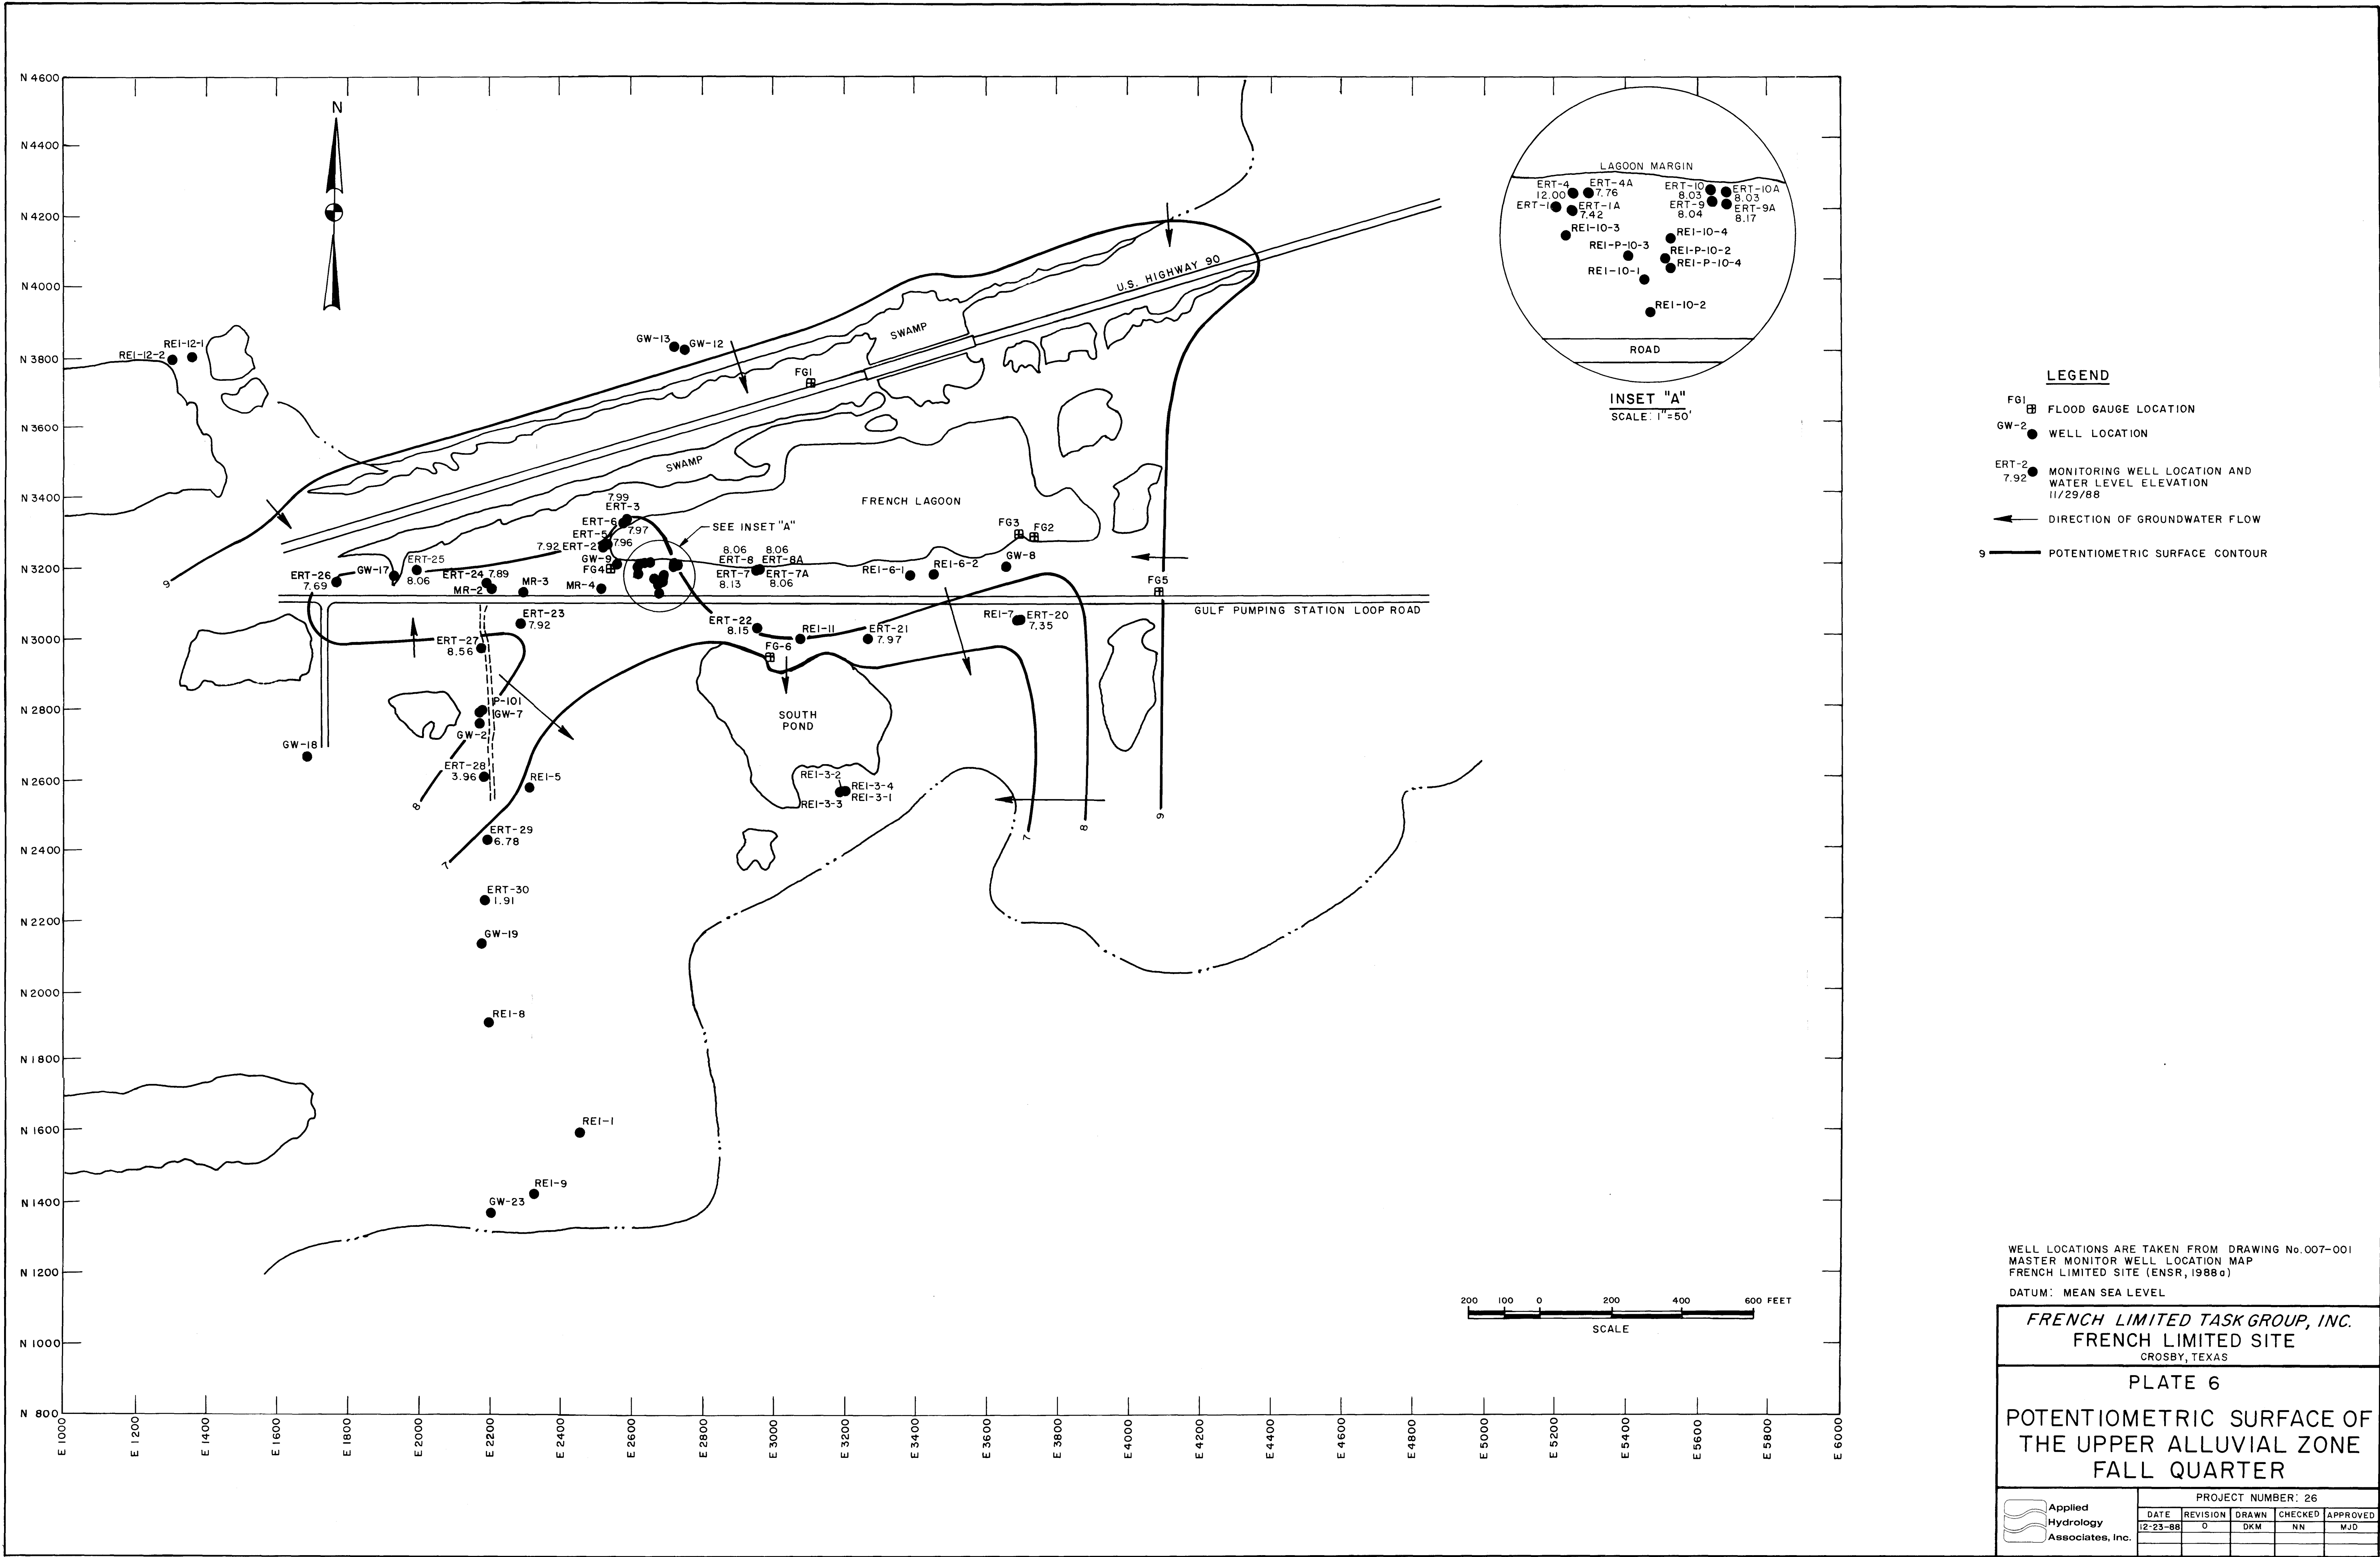 N 4600
N 4400
N 4200
N 4000
N 3800
N 3600
N 3400
N 3200
N 3000
N 2800
N 2600
N 2400
N 2200
N 2000
N 1800
N 1600
N 1400
N 1200
N 1000
N 800
E 1000
E 1200
E 1400
E 1600
E 1800
E 2000
E 2200
E 2400
E 2600
E 2800
E 3000
E 3200
E 3400
E 3600
E 3800
E 4000
E 4200
E 4400
E 4600
E 4800
E 5000
E 5200
E 5400
E 5600
E 5800
E 6000
N
U.S. HIGHWAY 90
SWAMP
GW-13
GW-12
FG1
REI-12-1
REI-12-2
SWAMP
FRENCH LAGOON
9
7.99
ERT-3
ERT-6
7.97
ERT-5
7.96
7.92 ERT-2
GW-9
FG4
SEE INSET "A"
8.06
ERT-8
8.06
ERT-8A
ERT-7
8.13
ERT-7A
8.06
FG3
FG2
GW-8
REI-6-1
REI-6-2
FG5
ERT-26
7.69
GW-17
ERT-25
8.06
ERT-24
7.89
MR-2
MR-3
MR-4
GULF PUMPING STATION LOOP ROAD
ERT-23
7.92
ERT-22
8.15
REI-11
ERT-21
7.97
REI-7
ERT-20
7.35
ERT-27
8.56
FG-6
P-101
GW-7
GW-2
SOUTH
POND
GW-18
ERT-28
3.96
REI-5
REI-3-2
REI-3-4
REI-3-3
REI-3-1
8
7
7
8
9
ERT-29
6.78
ERT-30
1.91
GW-19
REI-8
REI-1
REI-9
GW-23
LAGOON MARGIN
ERT-4
12.00
ERT-4A
7.76
ERT-1
ERT-1A
7.42
ERT-10
8.03
ERT-10A
8.03
ERT-9
8.04
ERT-9A
8.17
REI-10-3
REI-10-4
REI-P-10-3
REI-P-10-2
REI-P-10-4
REI-10-1
REI-10-2
ROAD
INSET "A"
SCALE: 1"=50'
LEGEND
FG1
FLOOD GAUGE LOCATION
GW-2
WELL LOCATION
ERT-2
7.92
MONITORING WELL LOCATION AND
WATER LEVEL ELEVATION
11/29/88
DIRECTION OF GROUNDWATER FLOW
9
POTENTIOMETRIC SURFACE CONTOUR
200 100 0 200 400 600 FEET
SCALE
WELL LOCATIONS ARE TAKEN FROM DRAWING No.007-001
MASTER MONITOR WELL LOCATION MAP
FRENCH LIMITED SITE (ENSR, 1988a)
DATUM: MEAN SEA LEVEL
FRENCH LIMITED TASK GROUP, INC.
FRENCH LIMITED SITE
CROSBY, TEXAS
PLATE 6
POTENTIOMETRIC SURFACE OF
THE UPPER ALLUVIAL ZONE
FALL QUARTER
Applied
Hydrology
Associates, Inc.
PROJECT NUMBER: 26
DATE REVISION DRAWN CHECKED APPROVED
12-23-88 0 DKM NN MJD